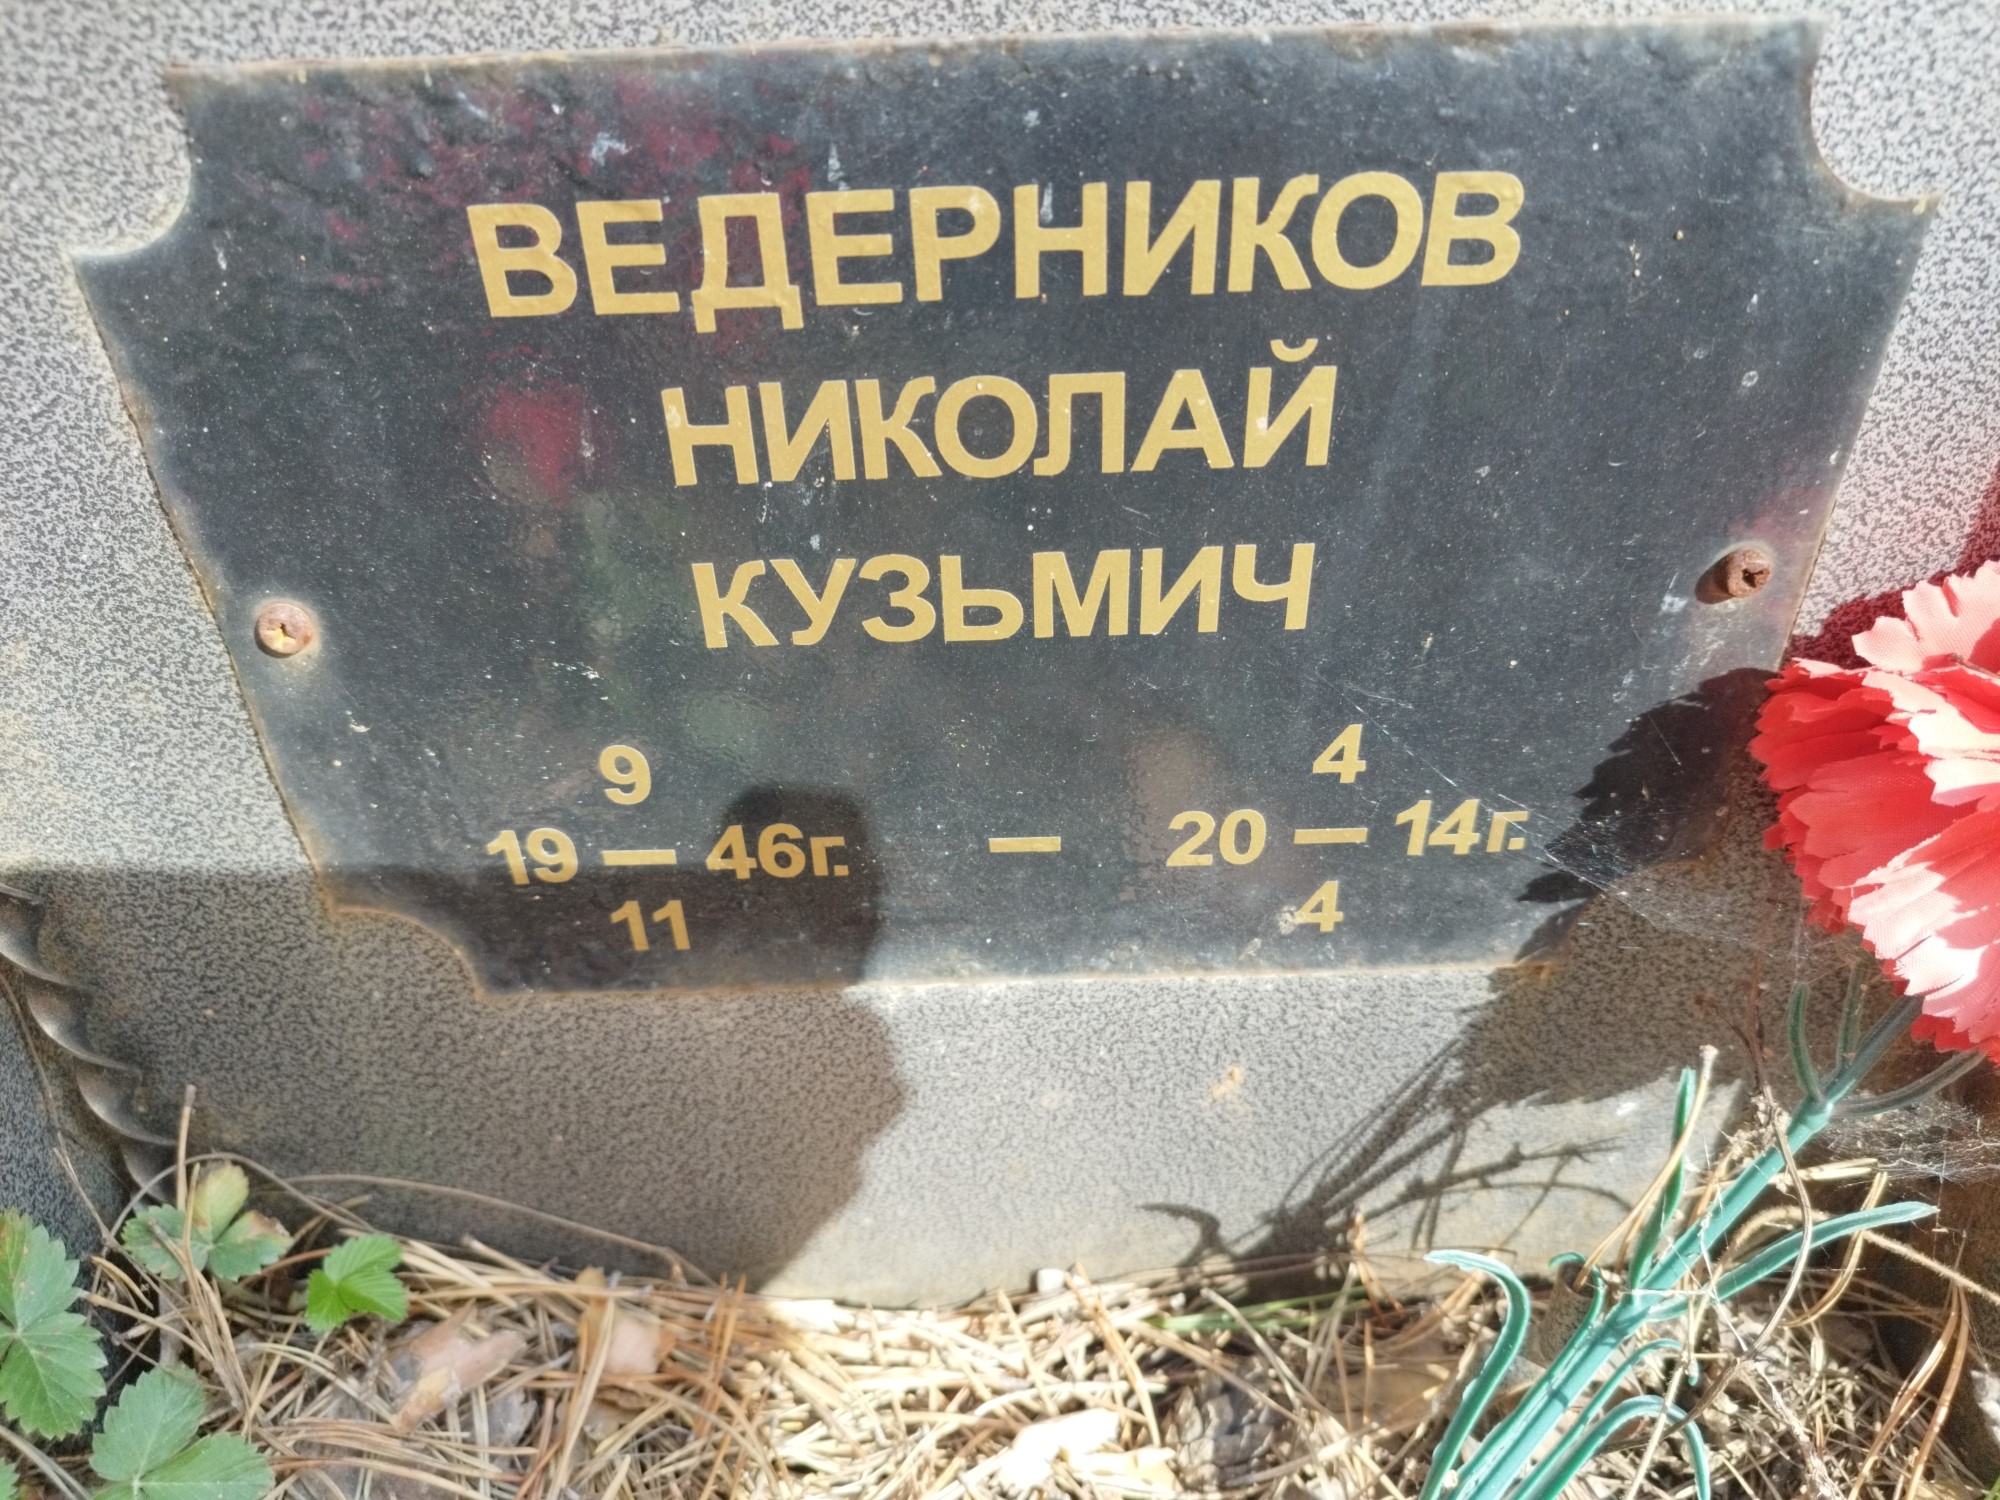 ВЕДЕРНИКОВ
НИКОЛАЙ
КУЗЬМИЧ
9 4
19 — 46г. — 20 — 14г.
11 4